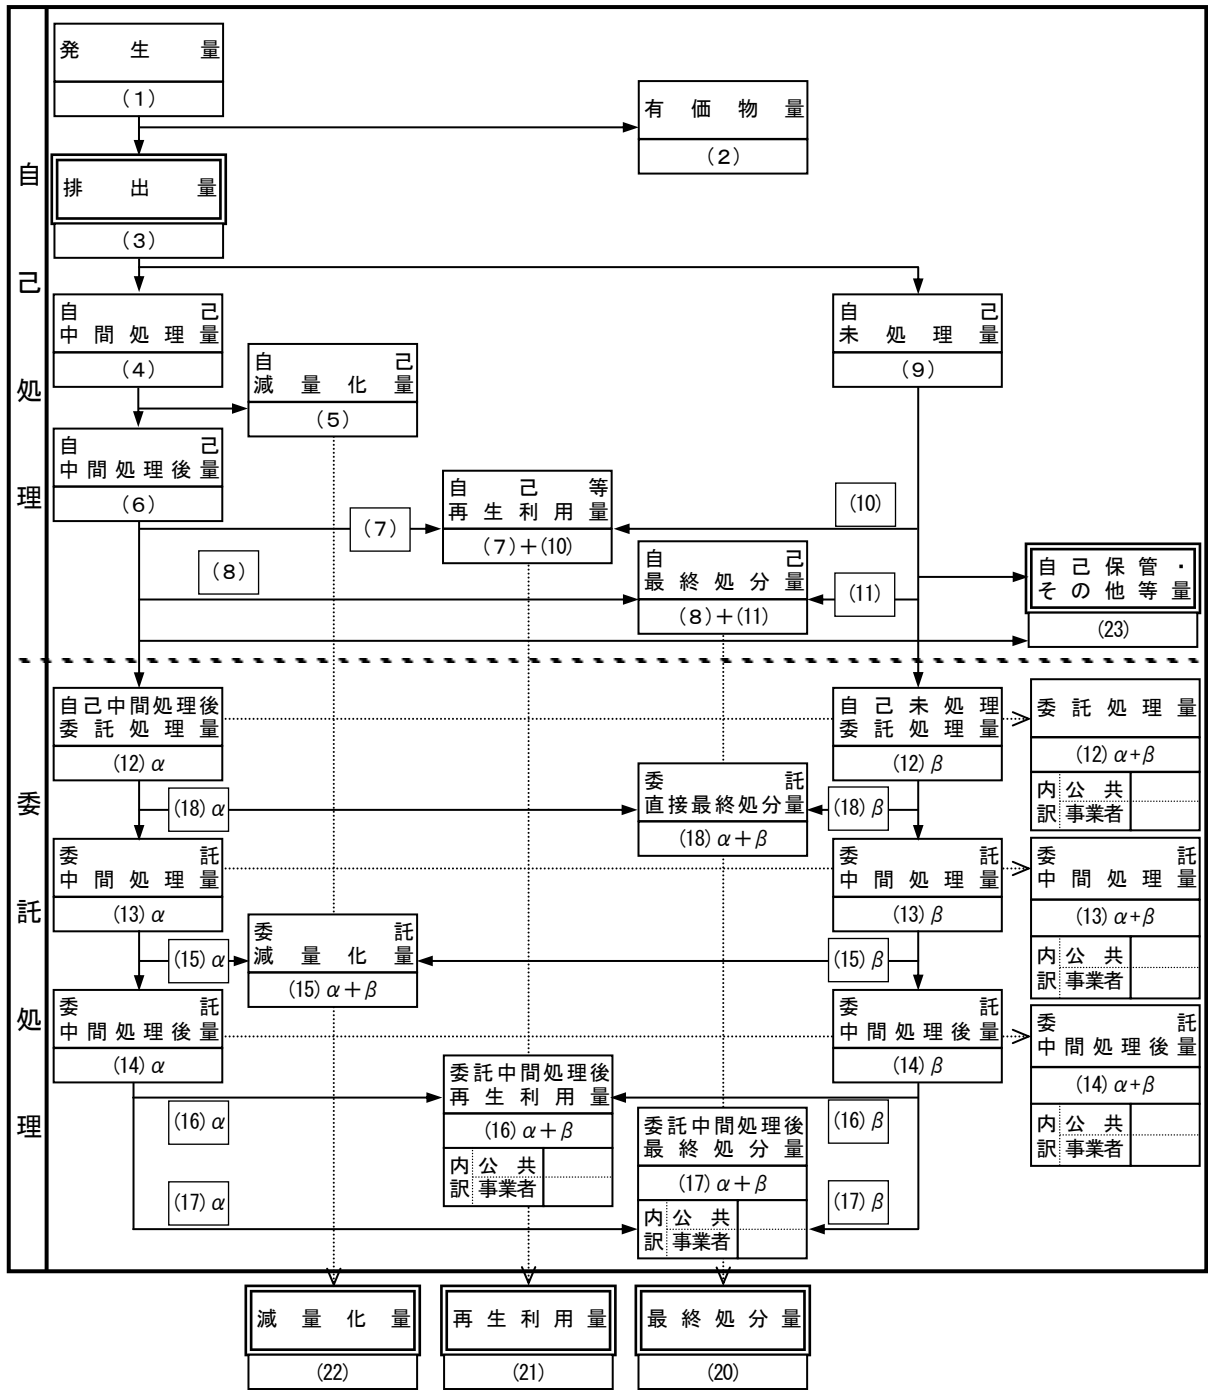 自己処理
発生量
(1)
有価物量
(2)
排出量
(3)
自己
中間処理量
(4)
自己
未処理量
(9)
自己
減量化量
(5)
自己
中間処理後量
(6)
自己等
再生利用量
(7)+(10)
(7)
(10)
(8)
自己
最終処分量
(8)+(11)
(11)
自己保管・
その他等量
(23)
委託処理
自己中間処理後
委託処理量
(12)α
自己未処理
委託処理量
(12)β
委託処理量
(12)α+β
内訳
公共
事業者
(18)α
委託
直接最終処分量
(18)α+β
(18)β
委託
中間処理量
(13)α
委託
中間処理量
(13)β
委託
中間処理量
(13)α+β
内訳
公共
事業者
(15)α
委託
減量化量
(15)α+β
(15)β
委託
中間処理後量
(14)α
委託
中間処理後量
(14)β
委託
中間処理後量
(14)α+β
内訳
公共
事業者
(16)α
委託中間処理後
再生利用量
(16)α+β
内訳
公共
事業者
(16)β
(17)α
委託中間処理後
最終処分量
(17)α+β
内訳
公共
事業者
(17)β
減量化量
(22)
再生利用量
(21)
最終処分量
(20)